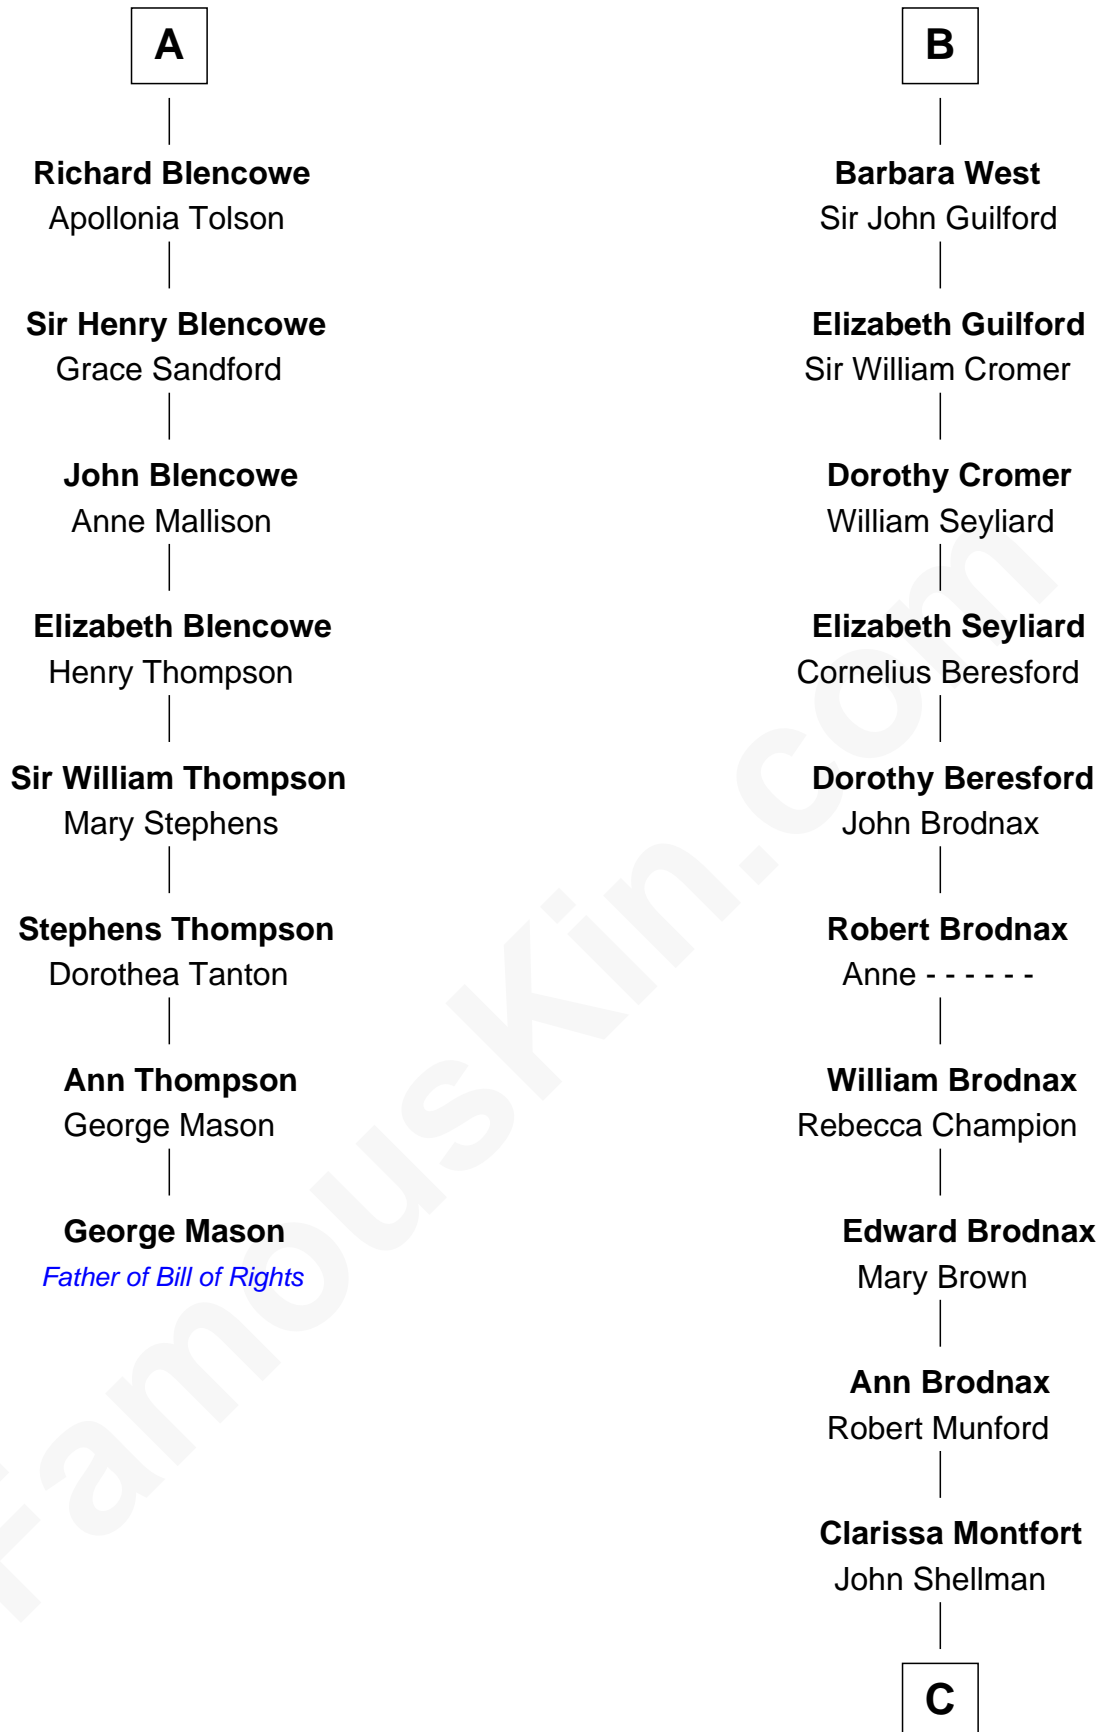 A
Richard Blencowe
Apollonia Tolson
Sir Henry Blencowe
Grace Sandford
John Blencowe
Anne Mallison
Elizabeth Blencowe
Henry Thompson
Sir William Thompson
Mary Stephens
Stephens Thompson
Dorothea Tanton
Ann Thompson
George Mason
George Mason
Father of Bill of Rights
B
Barbara West
Sir John Guilford
Elizabeth Guilford
Sir William Cromer
Dorothy Cromer
William Seyliard
Elizabeth Seyliard
Cornelius Beresford
Dorothy Beresford
John Brodnax
Robert Brodnax
Anne - - - - - -
William Brodnax
Rebecca Champion
Edward Brodnax
Mary Brown
Ann Brodnax
Robert Munford
Clarissa Montfort
John Shellman
C
FamousKin.com